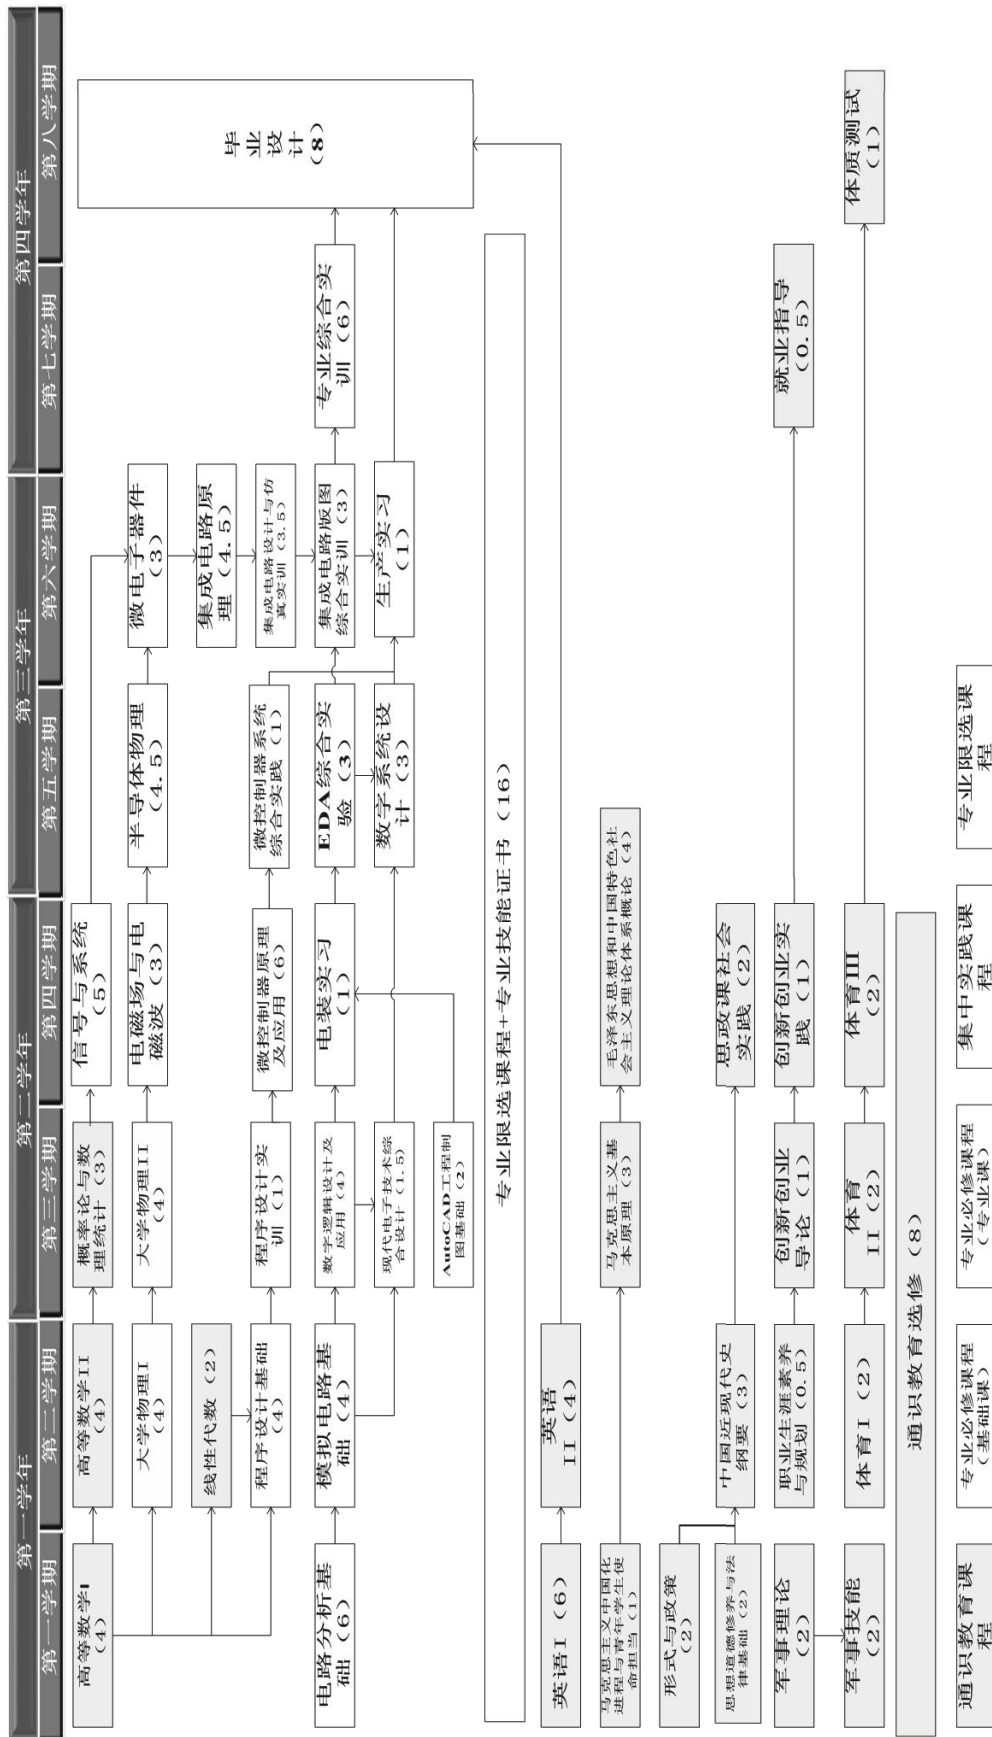 第一学年
第二学年
第三学年
第四学年
第一学期
第二学期
第三学期
第四学期
第五学期
第六学期
第七学期
第八学期
高等数学I
（4）
高等数学II
（4）
概率论与数
理统计（3）
信号与系统
（5）
大学物理I
（4）
大学物理II
（4）
电磁场与电
磁波（3）
半导体物理
（4.5）
微电子器件
（3）
线性代数（2）
集成电路原
理（4.5）
程序设计基础
（4）
程序设计实
训（1）
微控制器原理
及应用（6）
微控制器系统
综合实践（1）
集成电路设计与仿
真实训（3.5）
电路分析基
础（6）
模拟电路基
础（4）
数字逻辑设计及
应用（4）
电装实习
（1）
EDA综合实
验（3）
集成电路版图
综合实训（3）
专业综合实
训（6）
毕业
设计
（8）
现代电子技术综
合设计（1.5）
数字系统设
计（3）
生产实习
（1）
AutoCAD工程制
图基础（2）
专业限选课程+专业技能证书（16）
英语I（6）
英语
II（4）
马克思主义中国化
进程与青年学生使
命担当（1）
马克思主义基
本原理（3）
毛泽东思想和中国特色社
会主义理论体系概论（4）
形式与政策
（2）
思想道德修养与法
律基础（2）
中国近现代史
纲要（3）
思政课社会
实践（2）
军事理论
（2）
职业生涯素养
与规划（0.5）
创新创业
导论（1）
创新创业实
践（1）
就业指导
（0.5）
军事技能
（2）
体育I（2）
体育
II（2）
体育III
（2）
体质测试
（1）
通识教育选修（8）
通识教育课
程
专业必修课程
（基础课）
专业必修课程
（专业课）
集中实践课
程
专业限选课
程